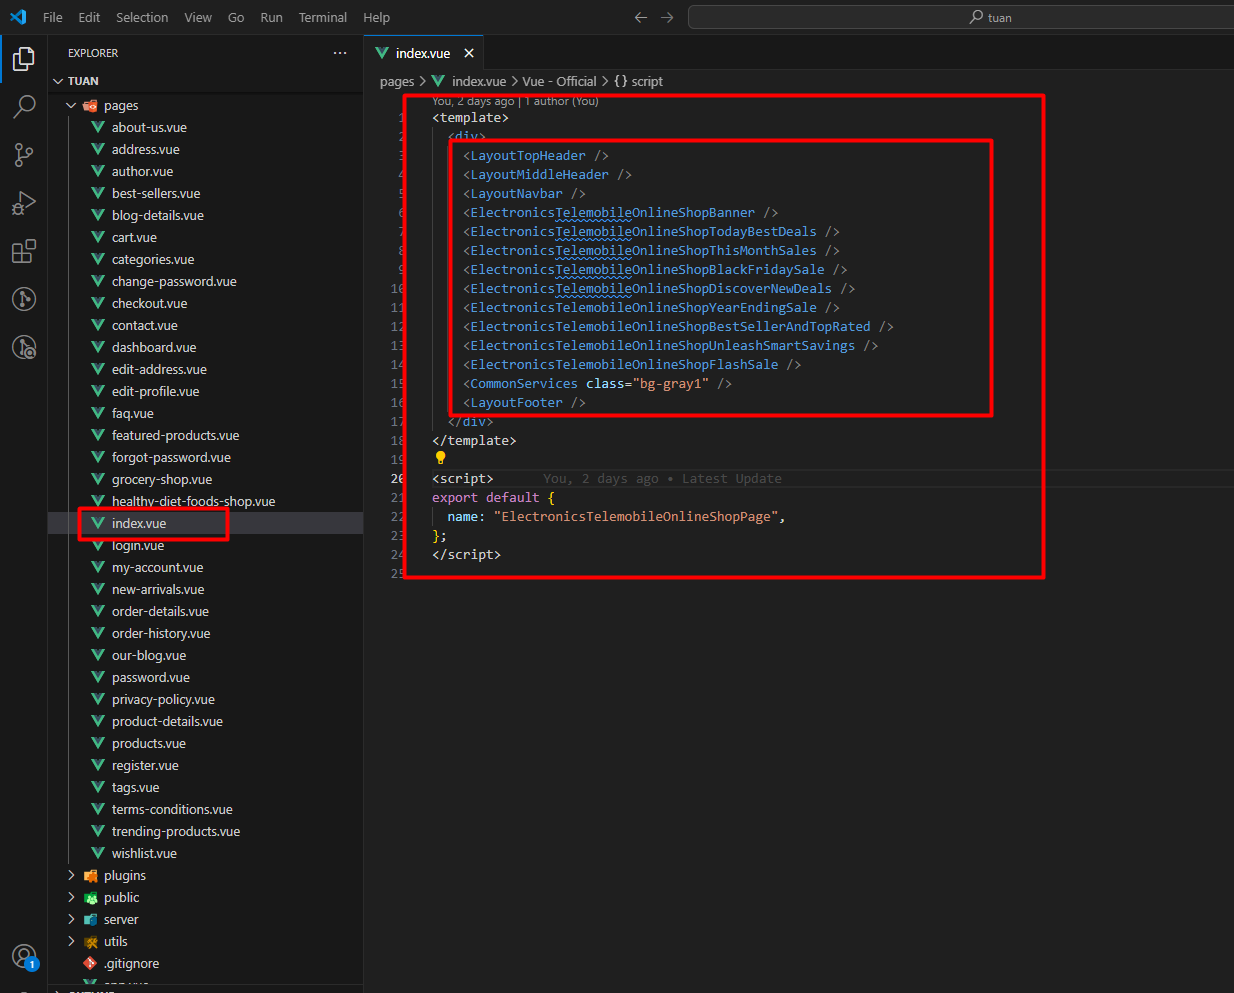 File Edit Selection View Go Run Terminal Help
tuan
EXPLORER
TUAN
pages
about-us.vue
address.vue
author.vue
best-sellers.vue
blog-details.vue
cart.vue
categories.vue
change-password.vue
checkout.vue
contact.vue
dashboard.vue
edit-address.vue
edit-profile.vue
faq.vue
featured-products.vue
forgot-password.vue
grocery-shop.vue
healthy-diet-foods-shop.vue
index.vue
login.vue
my-account.vue
new-arrivals.vue
order-details.vue
order-history.vue
our-blog.vue
password.vue
privacy-policy.vue
product-details.vue
products.vue
register.vue
tags.vue
terms-conditions.vue
trending-products.vue
wishlist.vue
plugins
public
server
utils
.gitignore
1
index.vue
pages > index.vue > Vue - Official > {} script
You, 2 days ago | 1 author (You)
1 <template>
2 <div>
3 <LayoutTopHeader />
4 <LayoutMiddleHeader />
5 <LayoutNavbar />
6 <ElectronicsTelemobileOnlineShopBanner />
7 <ElectronicsTelemobileOnlineShopTodayBestDeals />
8 <ElectronicsTelemobileOnlineShopThisMonthSales />
9 <ElectronicsTelemobileOnlineShopBlackFridaySale />
10 <ElectronicsTelemobileOnlineShopDiscoverNewDeals />
11 <ElectronicsTelemobileOnlineShopYearEndingSale />
12 <ElectronicsTelemobileOnlineShopBestSellerAndTopRated />
13 <ElectronicsTelemobileOnlineShopUnleashSmartSavings />
14 <ElectronicsTelemobileOnlineShopFlashSale />
15 <CommonServices class="bg-gray1" />
16 <LayoutFooter />
17 </div>
18 </template>
19
20 <script> You, 2 days ago • Latest Update
21 export default {
22 name: "ElectronicsTelemobileOnlineShopPage",
23 };
24 </script>
25